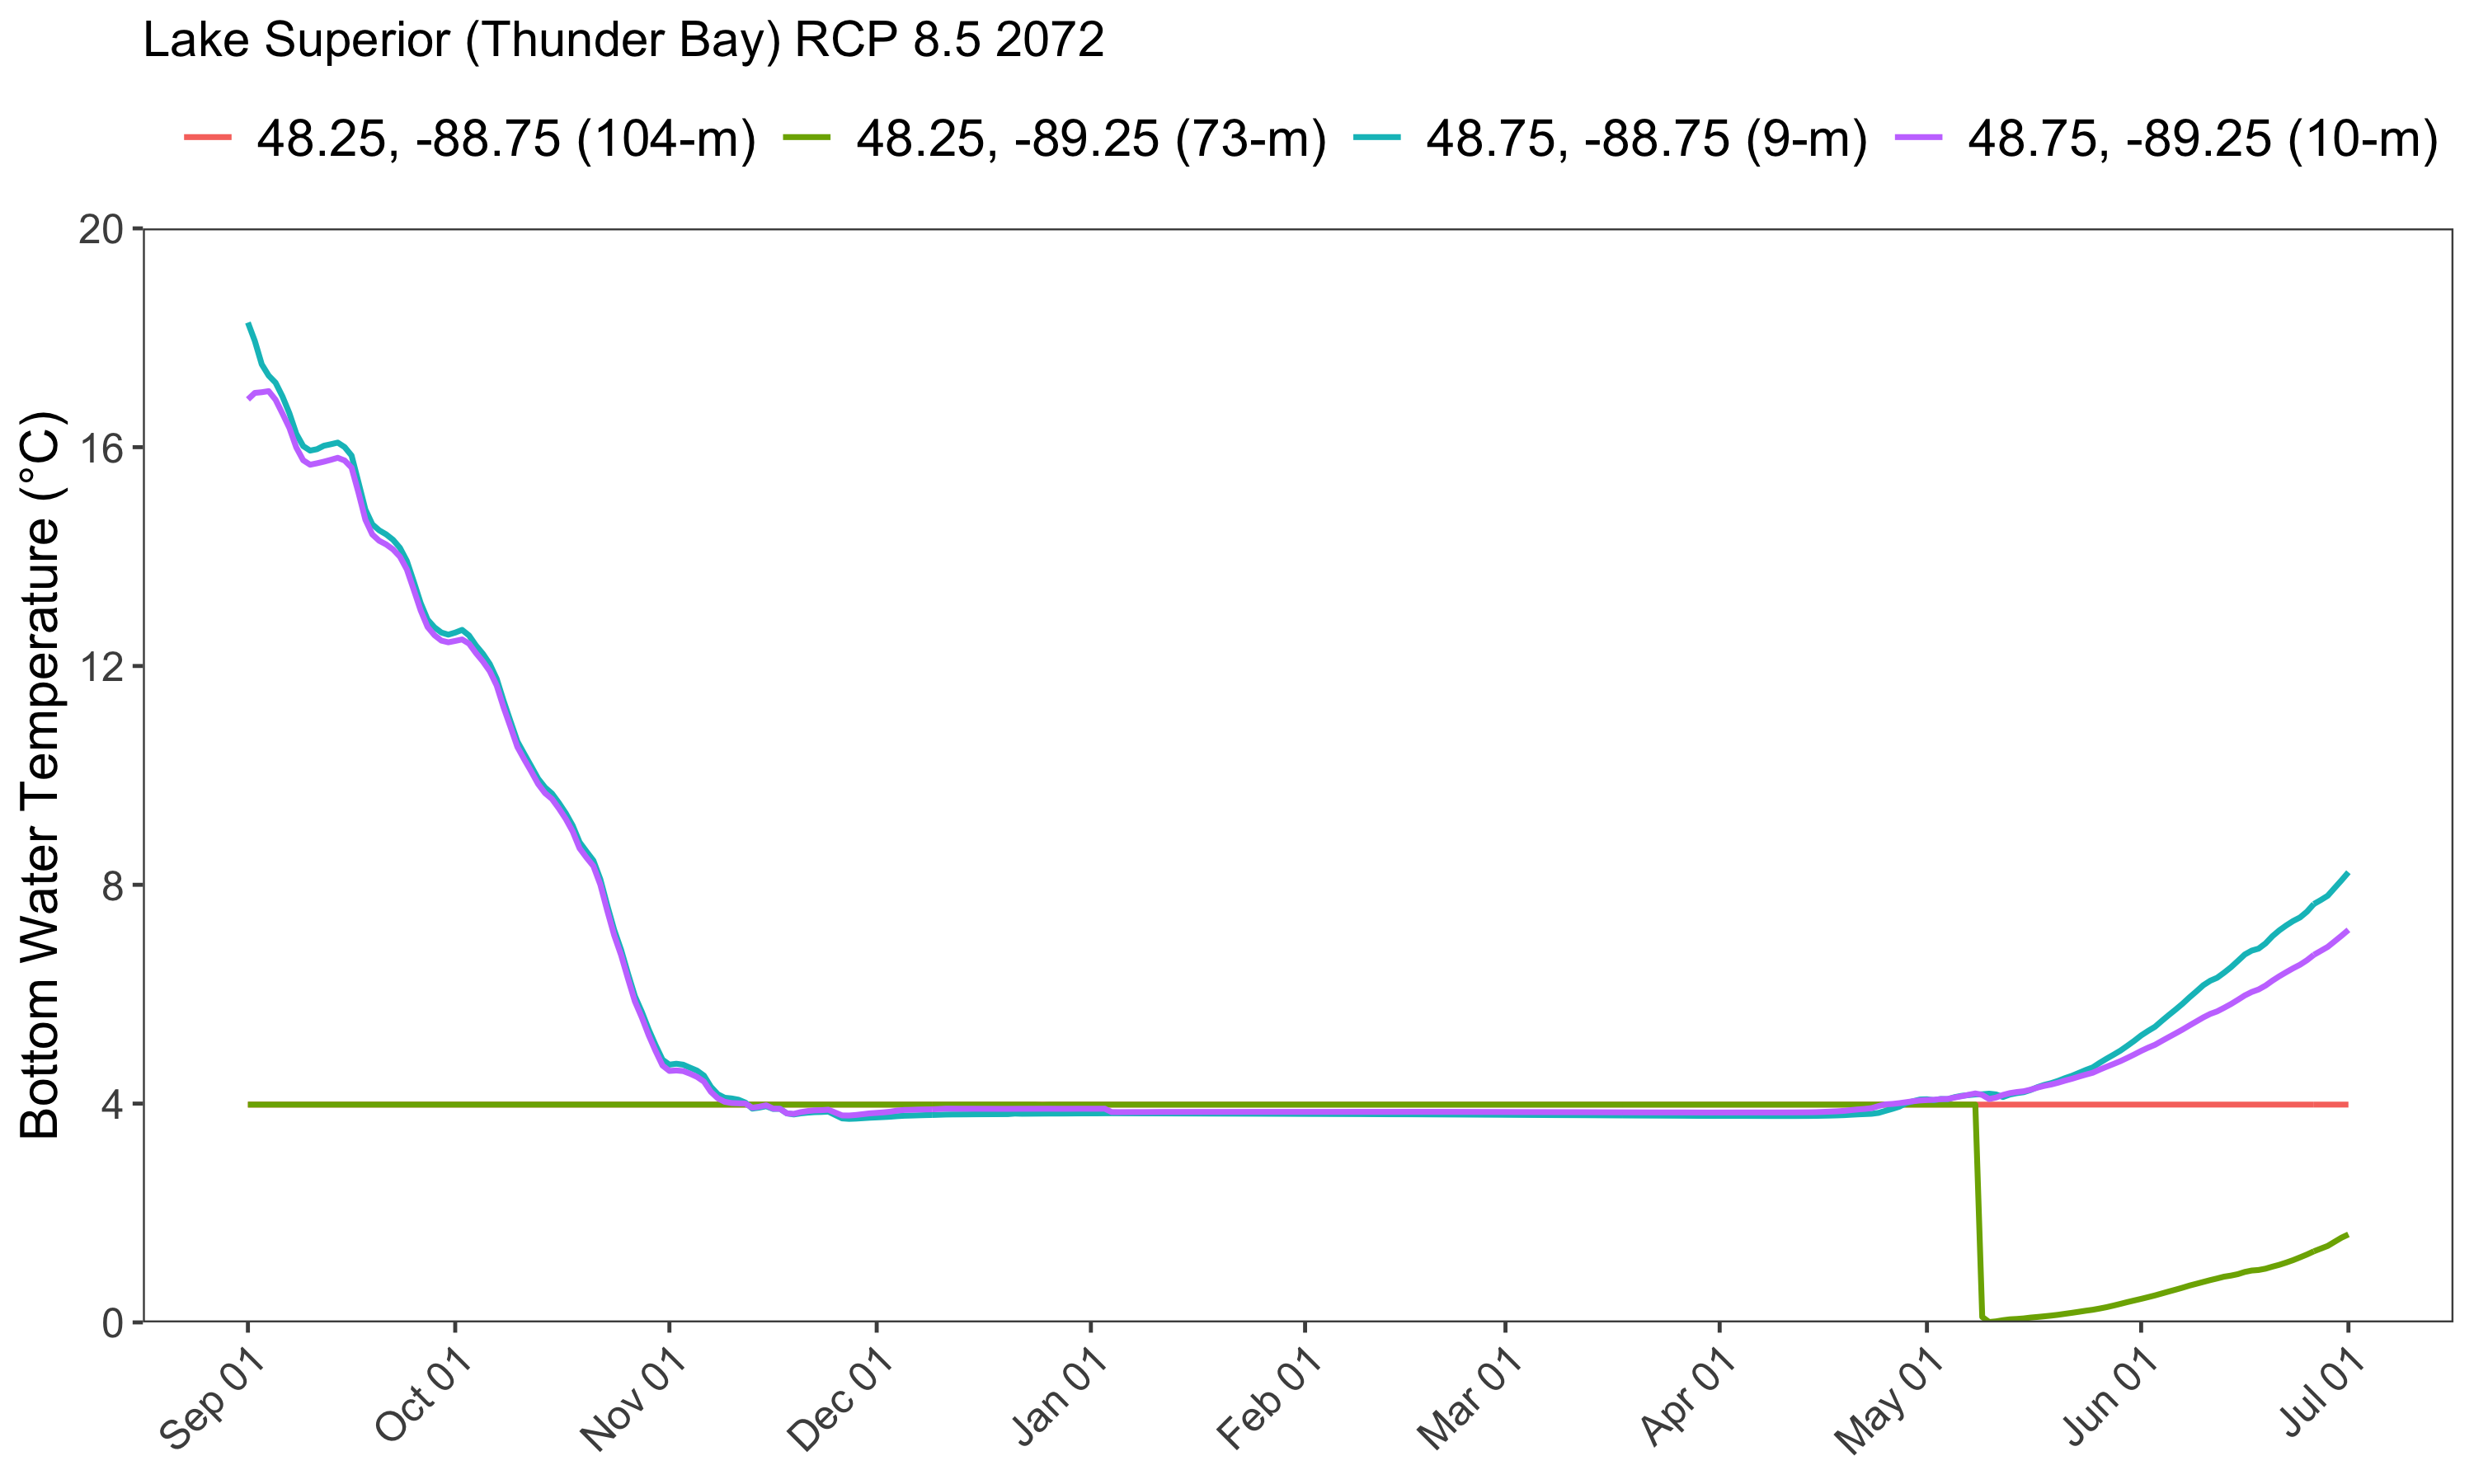 Lake Superior (Thunder Bay) RCP 8.5 2072
48.25, -88.75 (104-m) 48.25, -89.25 (73-m) 48.75, -88.75 (9-m) 48.75, -89.25 (10-m)
Bottom Water Temperature (°C)
20
16
12
8
4
0
Sep 01 Oct 01 Nov 01 Dec 01 Jan 01 Feb 01 Mar 01 Apr 01 May 01 Jun 01 Jul 01